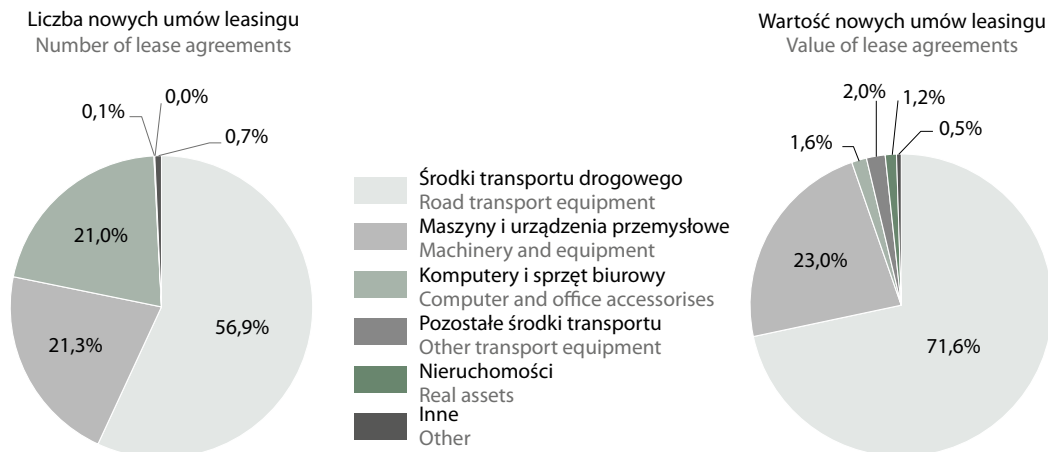 Liczba nowych umów leasingu
Number of lease agreements
0,1%
0,0%
0,7%
21,0%
21,3%
56,9%
Środki transportu drogowego
Road transport equipment
Maszyny i urządzenia przemysłowe
Machinery and equipment
Komputery i sprzęt biurowy
Computer and office accessorises
Pozostałe środki transportu
Other transport equipment
Nieruchomości
Real assets
Inne
Other
Wartość nowych umów leasingu
Value of lease agreements
1,6%
2,0%
1,2%
0,5%
23,0%
71,6%